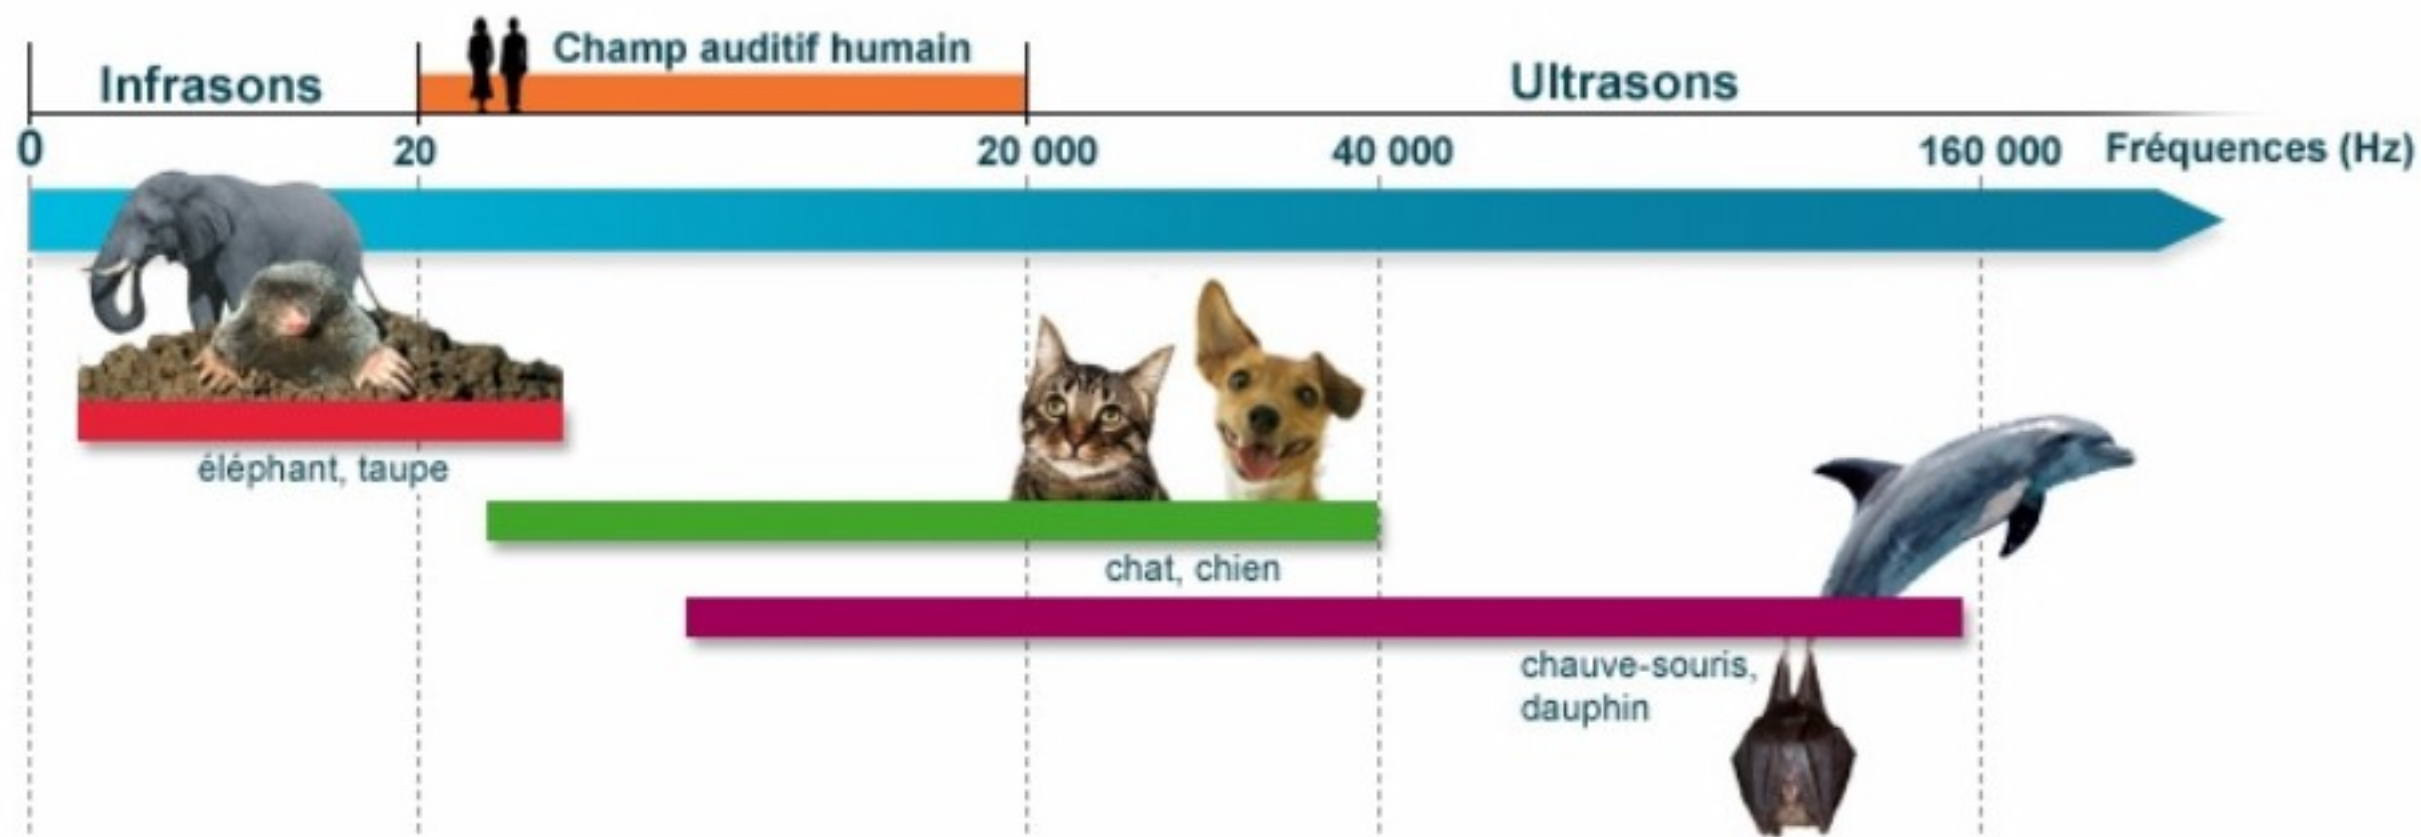 Champ auditif humain
Infrasons
Ultrasons
0 20 20 000 40 000 160 000 Fréquences (Hz)
éléphant, taupe
chat, chien
chauve-souris,
dauphin